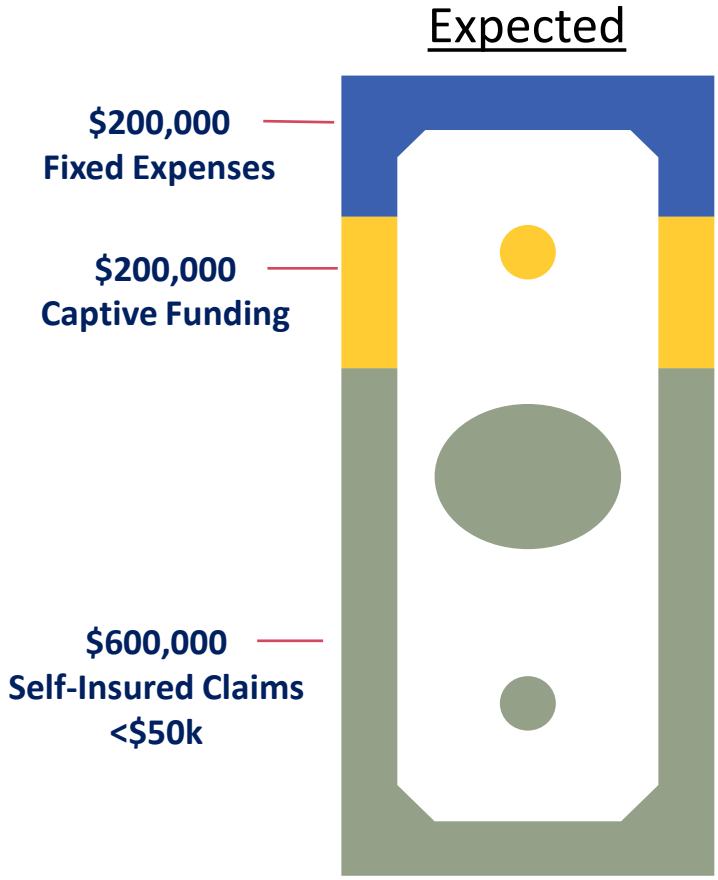 Expected
$200,000
Fixed Expenses
$200,000
Captive Funding
$600,000
Self-Insured Claims
<$50k